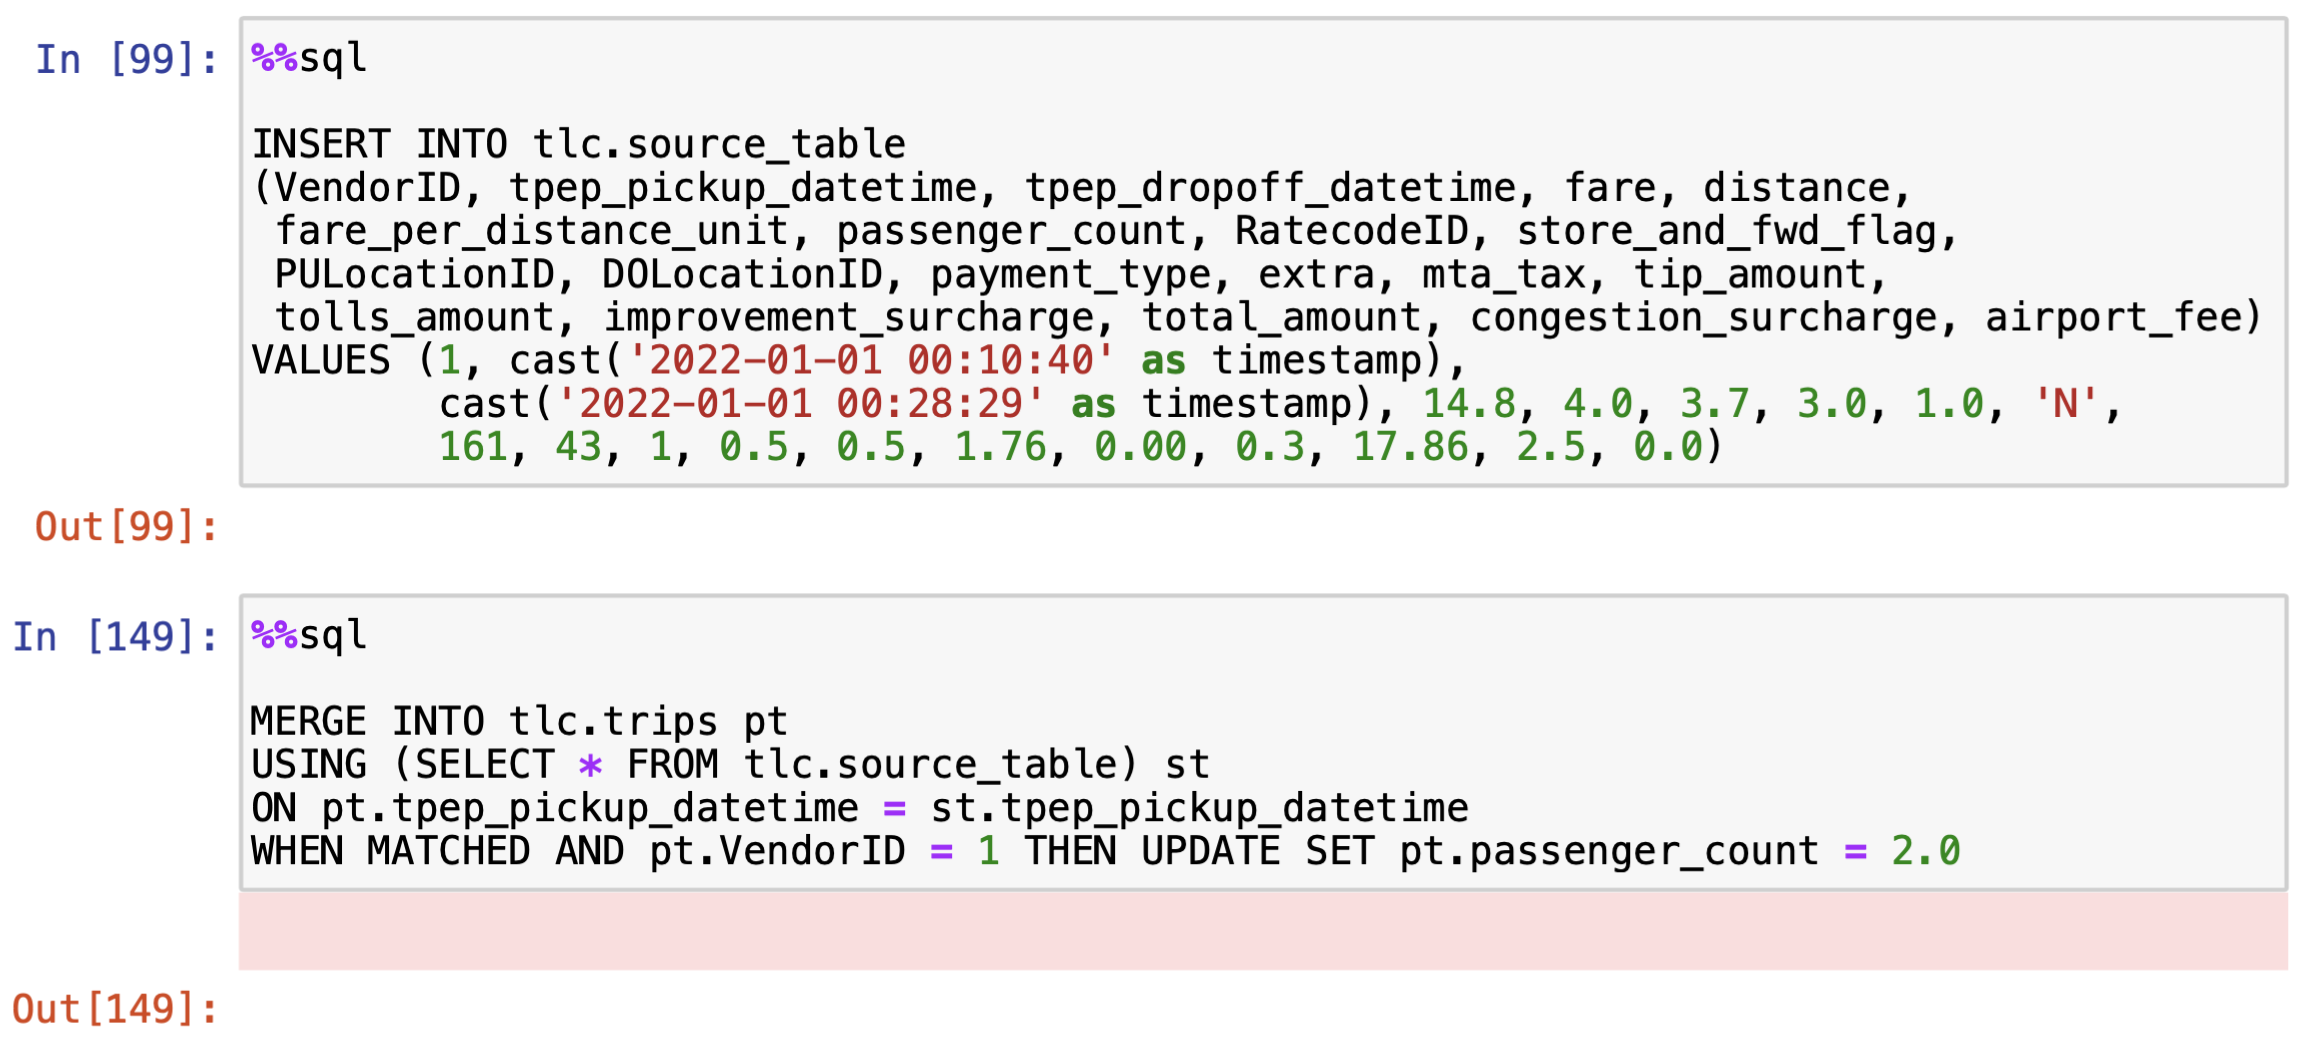 In [99]:
%%sql
INSERT INTO tlc.source_table
(VendorID, tpep_pickup_datetime, tpep_dropoff_datetime, fare, distance,
 fare_per_distance_unit, passenger_count, RatecodeID, store_and_fwd_flag,
 PULocationID, DOLocationID, payment_type, extra, mta_tax, tip_amount,
 tolls_amount, improvement_surcharge, total_amount, congestion_surcharge, airport_fee)
VALUES (1, cast('2022-01-01 00:10:40' as timestamp),
        cast('2022-01-01 00:28:29' as timestamp), 14.8, 4.0, 3.7, 3.0, 1.0, 'N',
        161, 43, 1, 0.5, 0.5, 1.76, 0.00, 0.3, 17.86, 2.5, 0.0)
Out[99]:
In [149]:
%%sql
MERGE INTO tlc.trips pt
USING (SELECT * FROM tlc.source_table) st
ON pt.tpep_pickup_datetime = st.tpep_pickup_datetime
WHEN MATCHED AND pt.VendorID = 1 THEN UPDATE SET pt.passenger_count = 2.0
Out[149]: